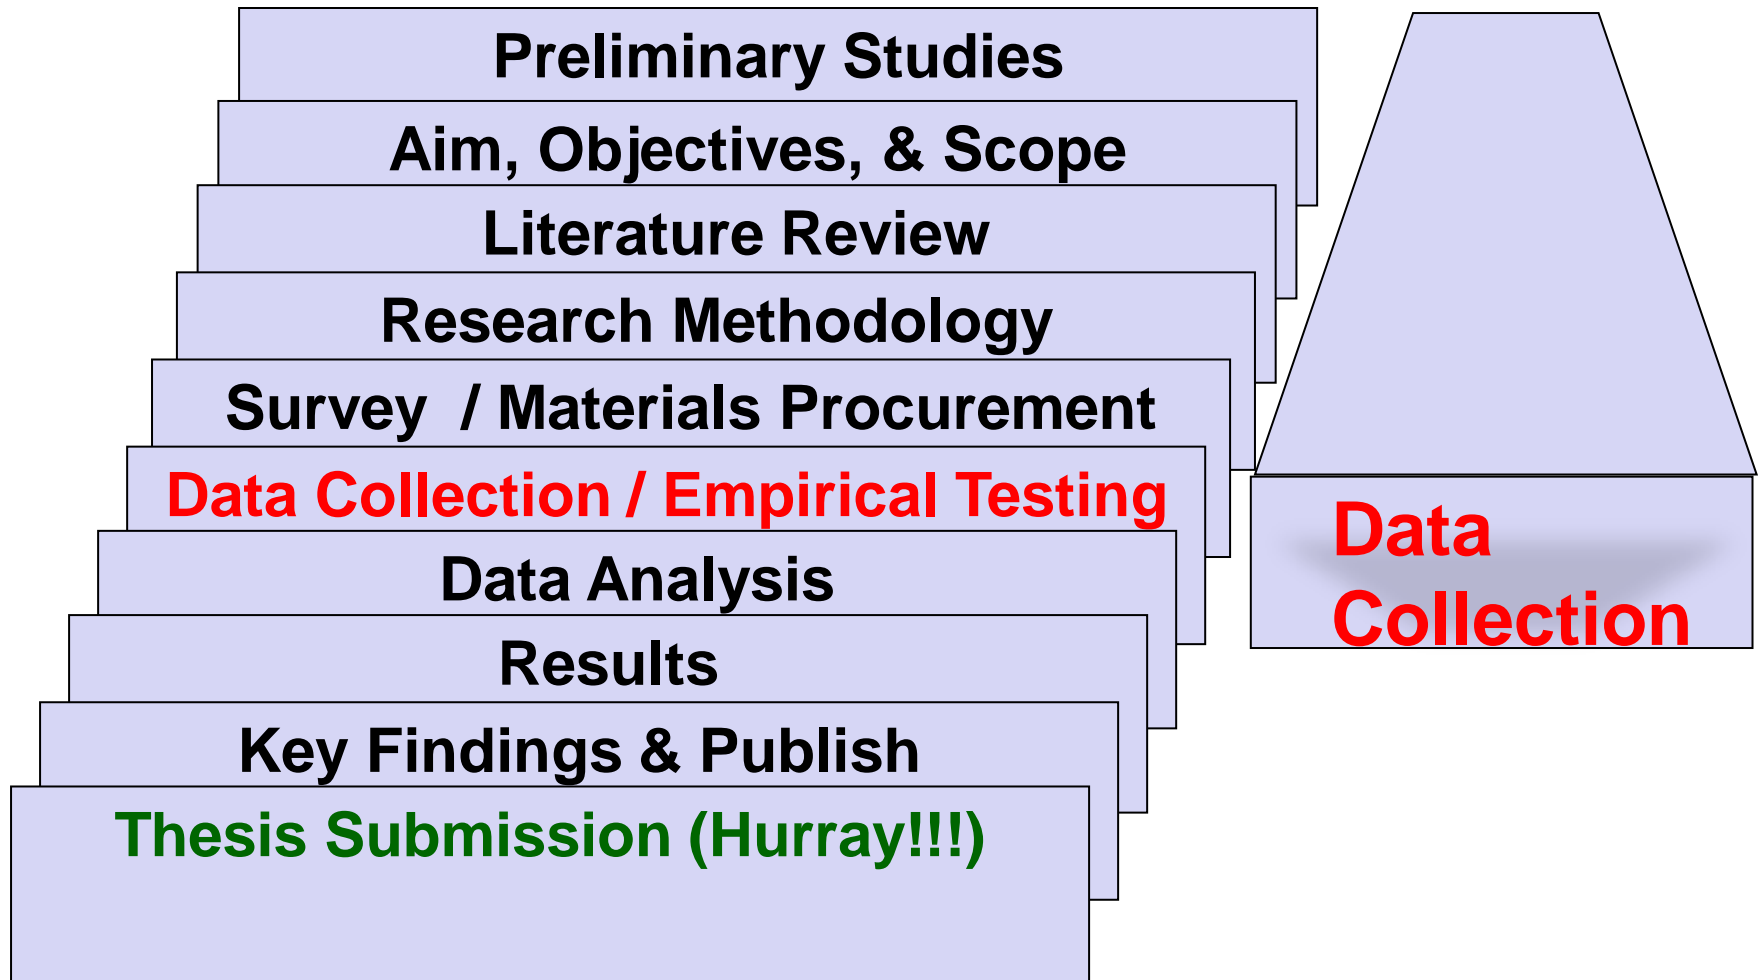 Preliminary Studies
Aim, Objectives, & Scope
Literature Review
Research Methodology
Survey  / Materials Procurement
Data Collection / Empirical Testing
Data Analysis
Results
Key Findings & Publish
Thesis Submission (Hurray!!!)
Data
Collection